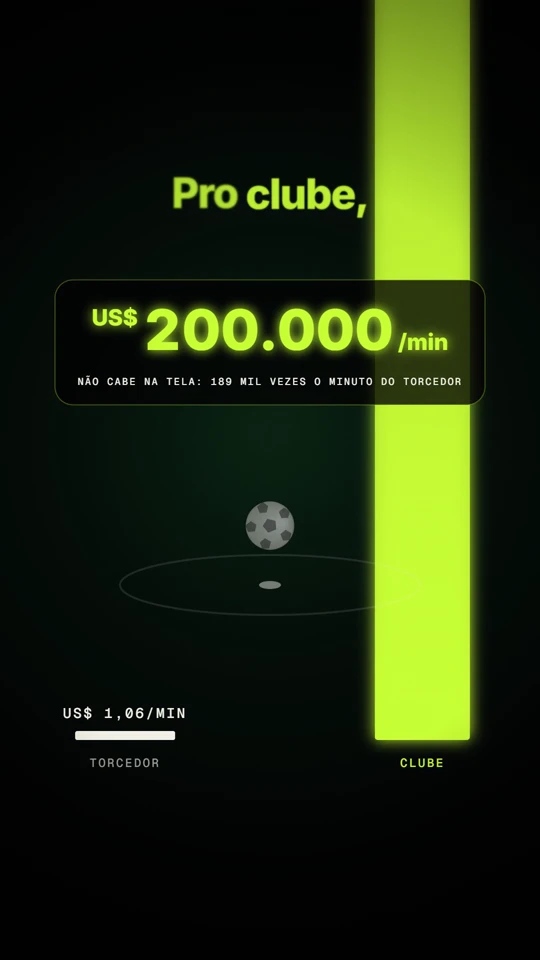 Pro clube,
US$ 200.000 /min
NÃO CABE NA TELA: 189 MIL VEZES O MINUTO DO TORCEDOR
US$ 1,06/MIN
TORCEDOR
CLUBE